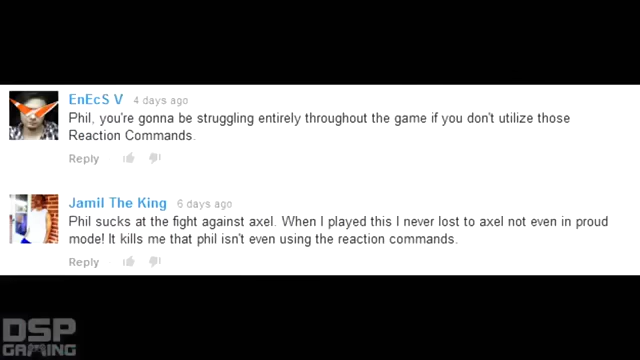 EnEcS V 4 days ago
Phil, you're gonna be struggling entirely throughout the game if you don't utilize those
Reaction Commands.
Reply
Jamil The King 6 days ago
Phil sucks at the fight against axel. When I played this I never lost to axel not even in proud
mode! It kills me that phil isn't even using the reaction commands.
Reply
DSP
GAMING